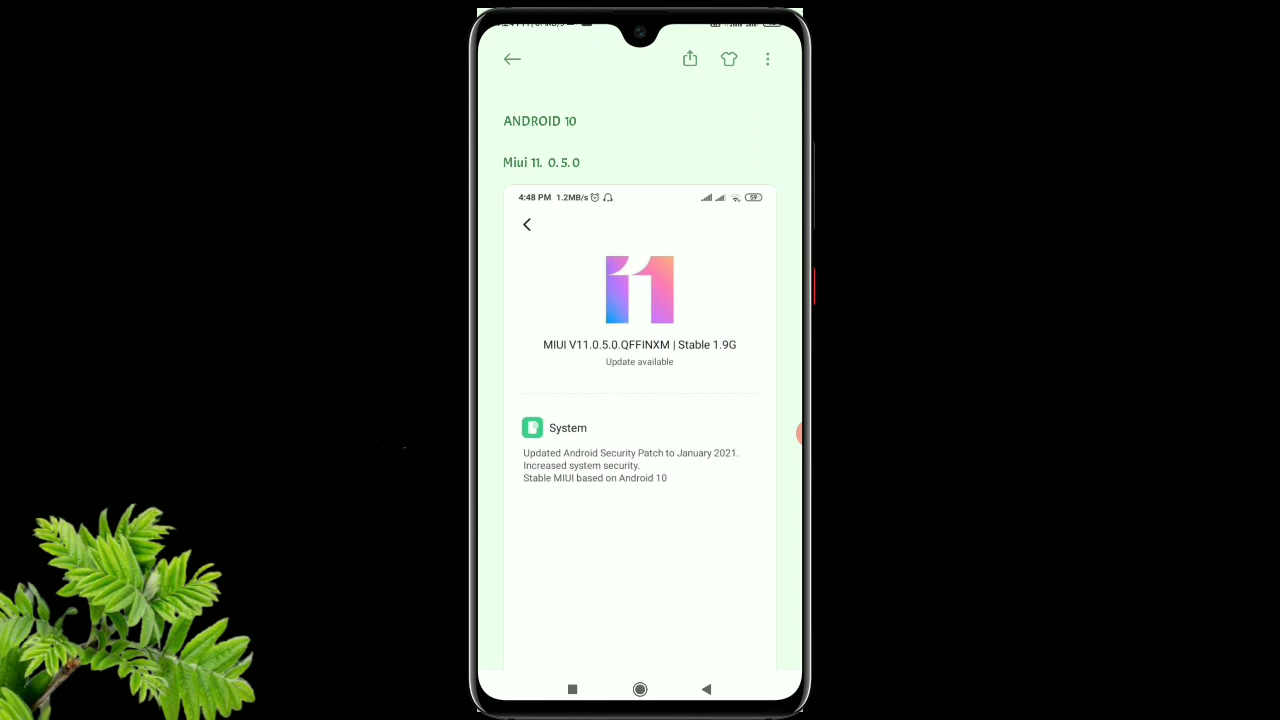 ANDROID 10
Miui 11. 0.5.0
4:48 PM 1.2MB/s 59
11
MIUI V11.0.5.0.QFFINXM | Stable 1.9G
Update available
System
Updated Android Security Patch to January 2021.
Increased system security.
Stable MIUI based on Android 10